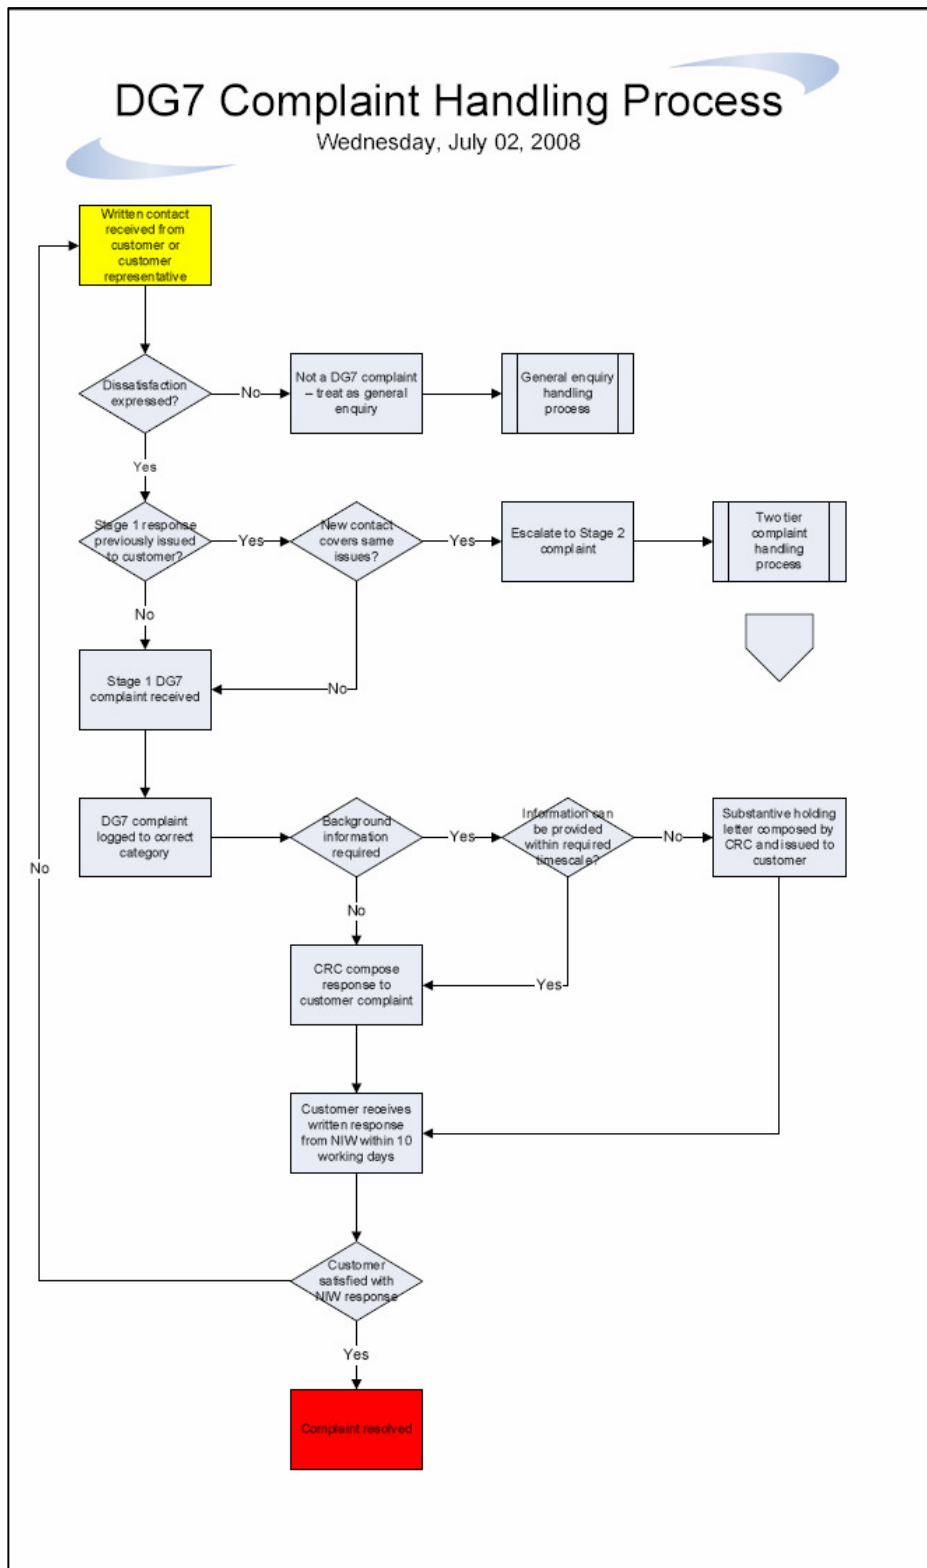 DG7 Complaint Handling Process
Wednesday, July 02, 2008
Written contact
received from
customer or
customer
representative
Dissatisfaction
expressed?
No
Not a DG7 complaint
– treat as general
enquiry
General enquiry
handling
process
Yes
Stage 1 response
previously issued
to customer?
Yes
New contact
covers same
issues?
Yes
Escalate to Stage 2
complaint
Two tier
complaint
handling
process
No
Stage 1 DG7
complaint received
No
DG7 complaint
logged to correct
category
Background
information
required
Yes
Information can
be provided
within required
timescale?
No
Substantive holding
letter composed by
CRC and issued to
customer
No
No
CRC compose
response to
customer complaint
Yes
Customer receives
written response
from NIW within 10
working days
Customer
satisfied with
NIW response
Yes
Complaint resolved